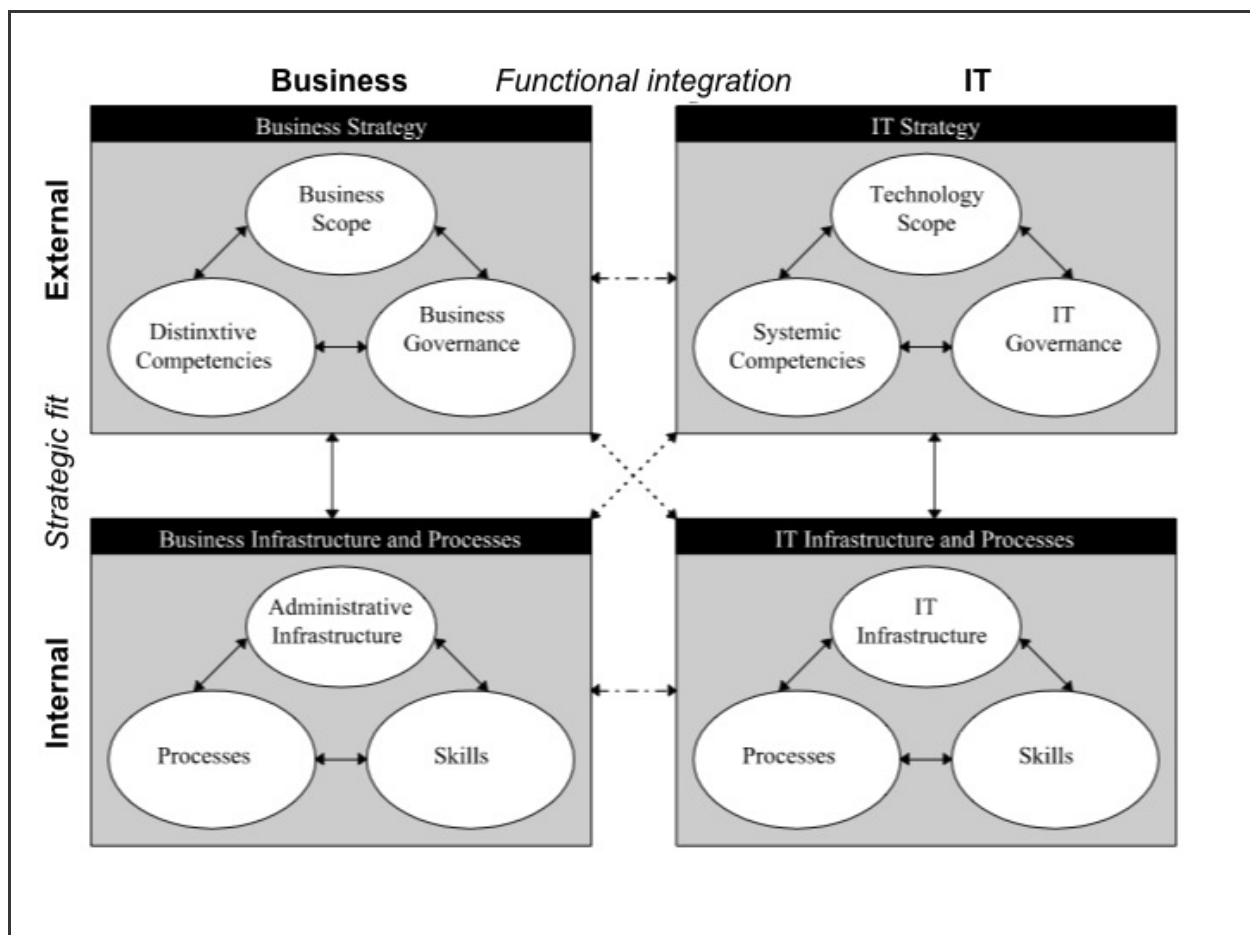 Business Functional integration IT
Business Strategy
IT Strategy
External
Business
Scope
Technology
Scope
Distinxtive
Competencies
Business
Governance
Systemic
Competencies
IT
Governance
Strategic fit
Business Infrastructure and Processes
IT Infrastructure and Processes
Internal
Administrative
Infrastructure
IT
Infrastructure
Processes
Skills
Processes
Skills